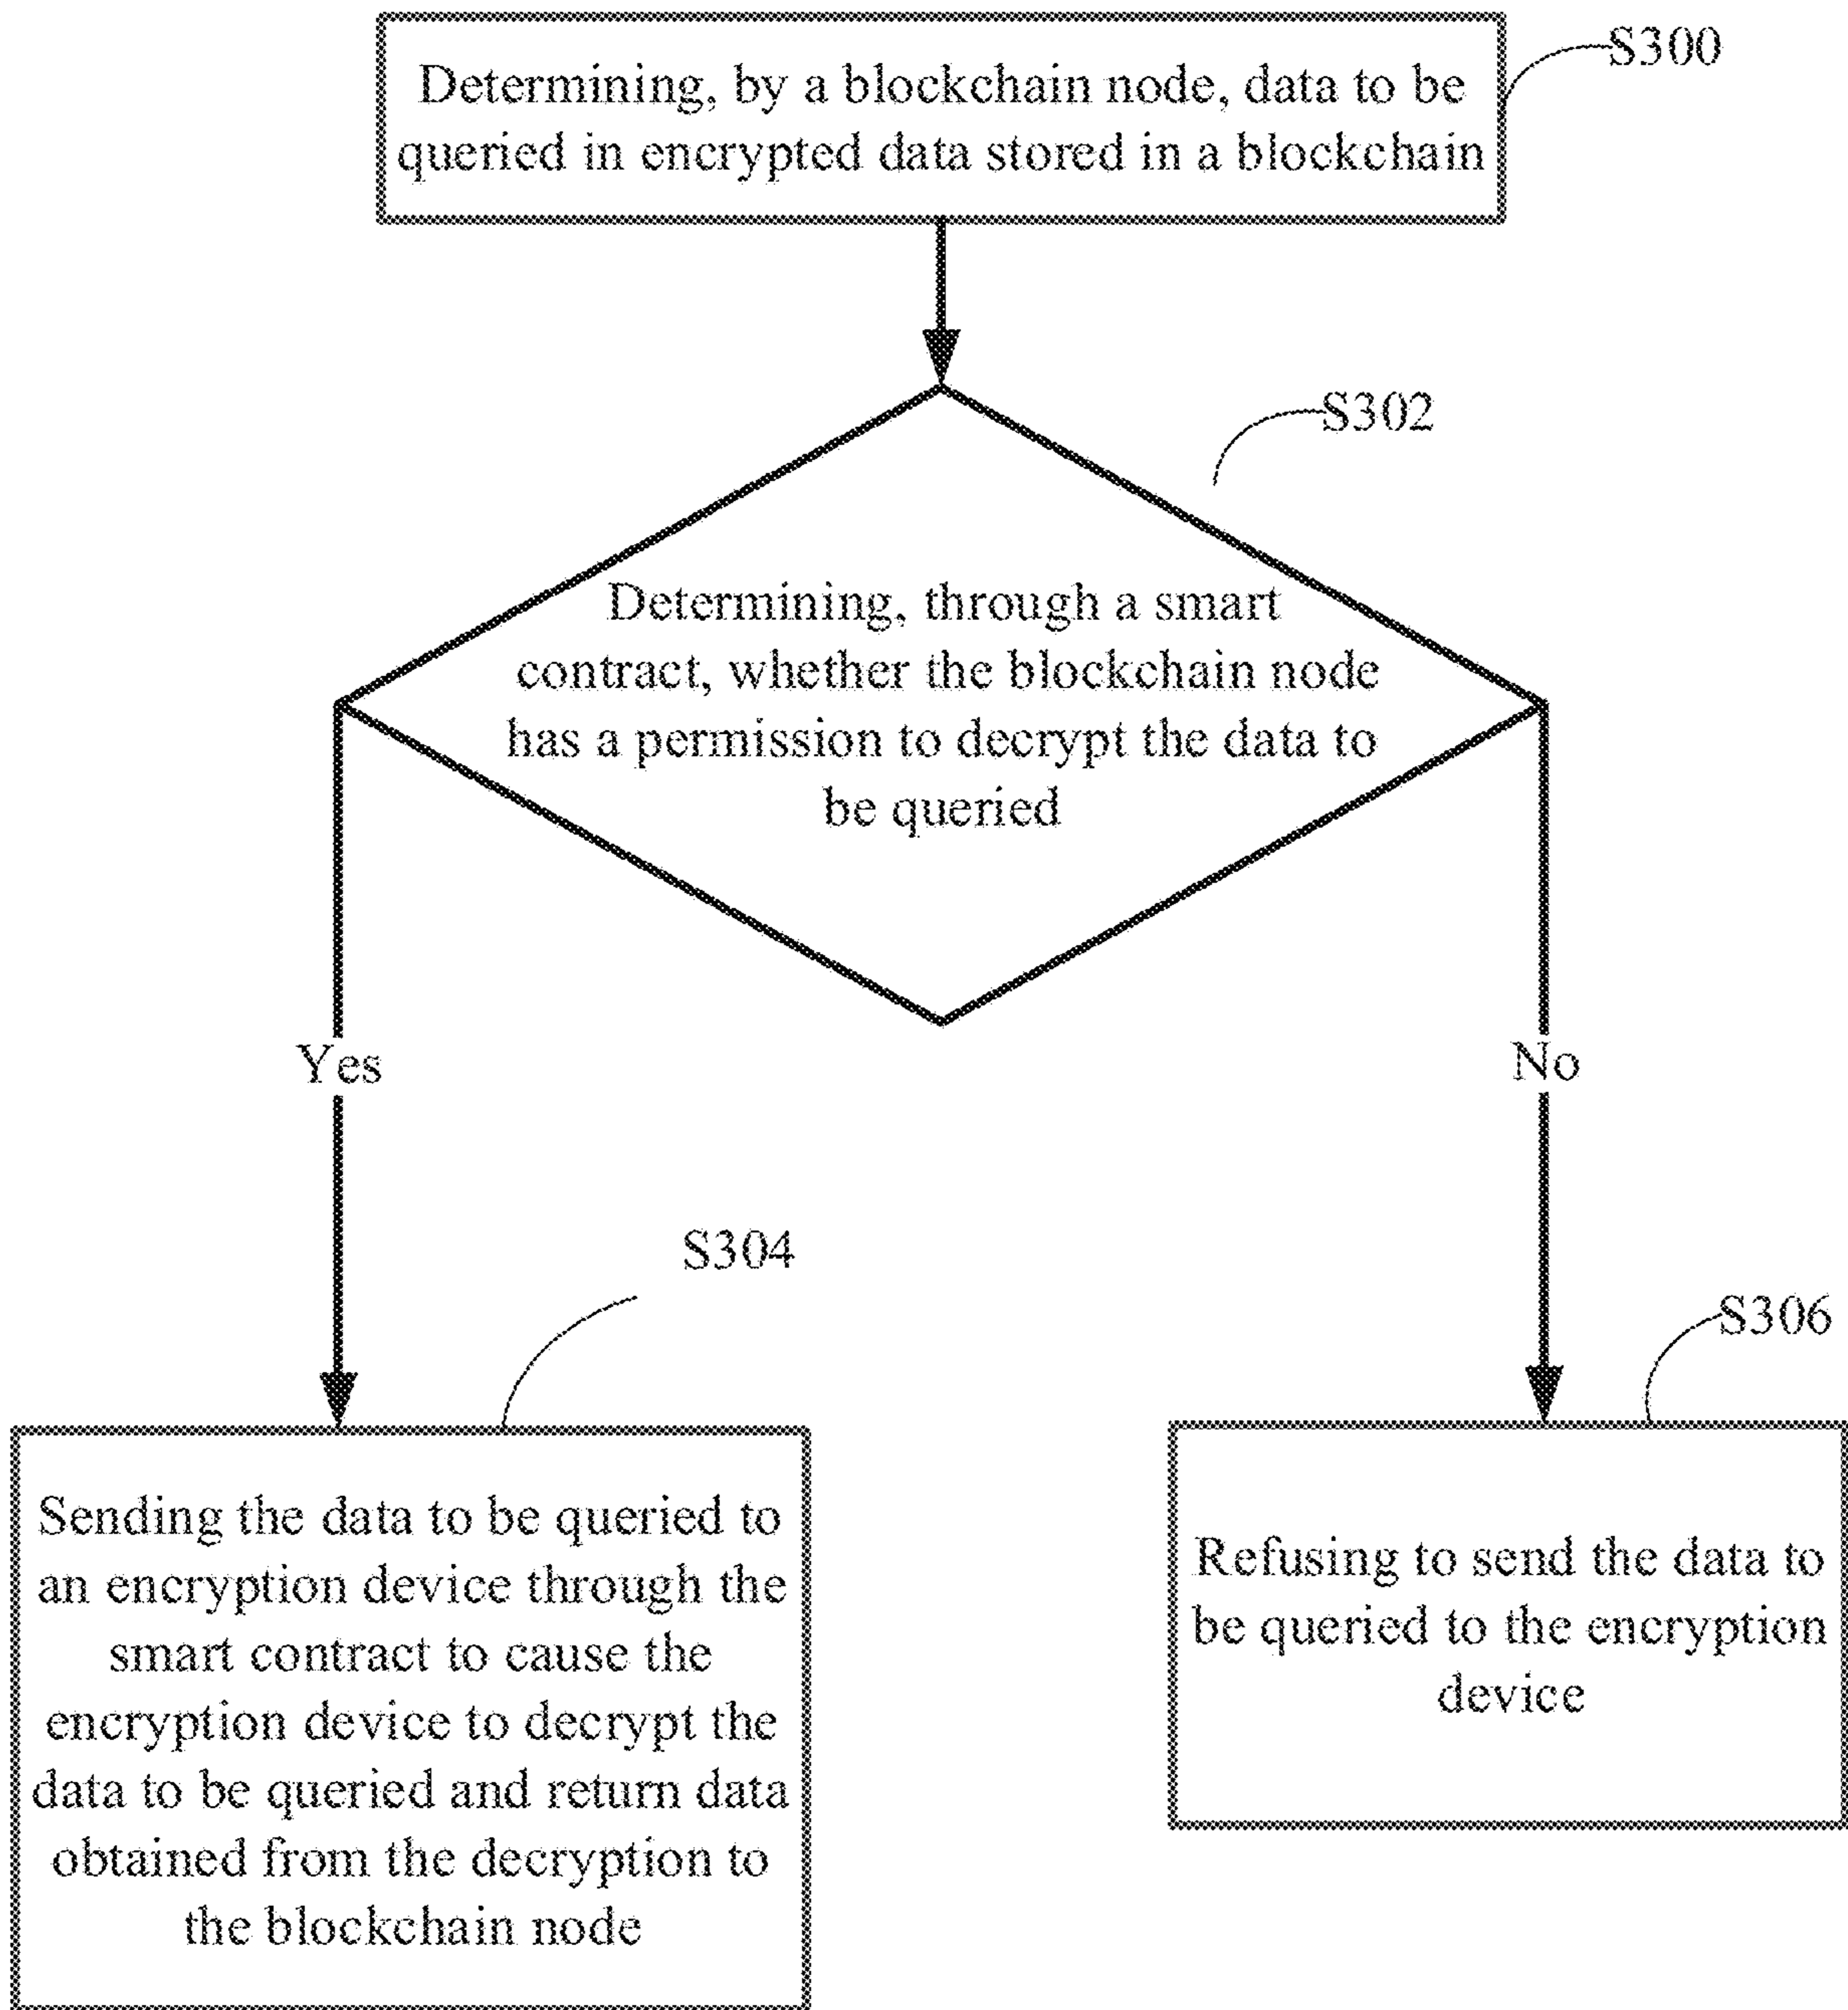 S300
Determining, by a blockchain node, data to be
queried in encrypted data stored in a blockchain
S302
Determining, through a smart
contract, whether the blockchain node
has a permission to decrypt the data to
be queried
Yes
No
S304
S306
Sending the data to be queried to
an encryption device through the
smart contract to cause the
encryption device to decrypt the
data to be queried and return data
obtained from the decryption to
the blockchain node
Refusing to send the data to
be queried to the encryption
device